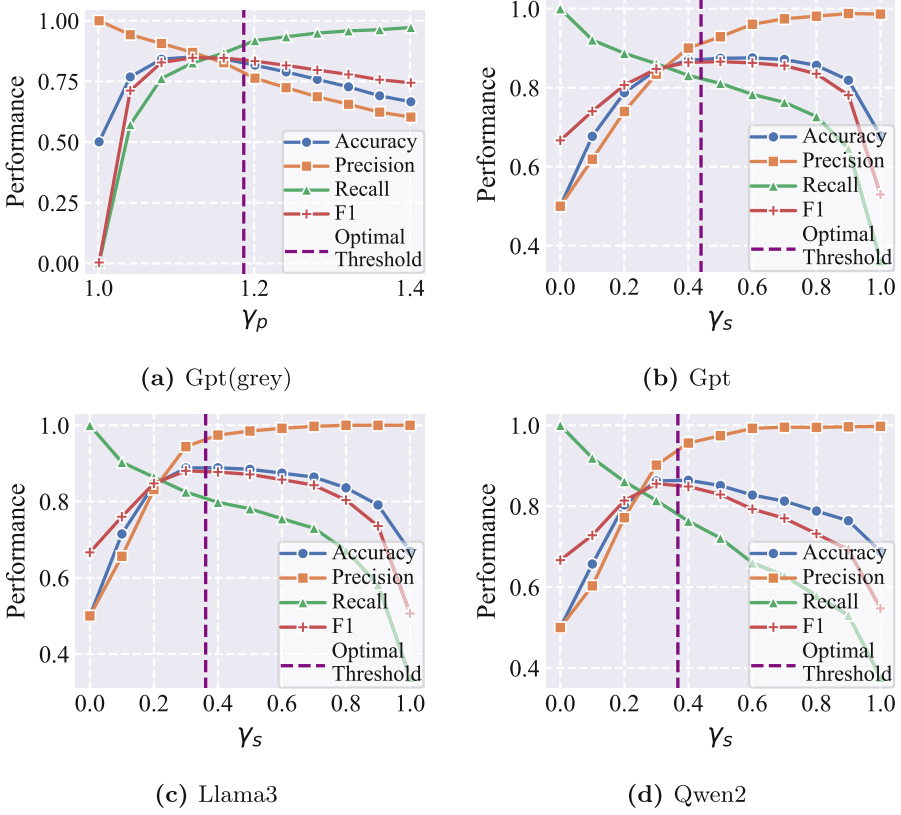 Performance
1.00
0.75
0.50
0.25
0.00
1.0
1.2
1.4
γp
Accuracy
Precision
Recall
F1
Optimal
Threshold
(a) Gpt(grey)
Performance
1.0
0.8
0.6
0.4
0.0
0.2
0.4
0.6
0.8
1.0
γs
Accuracy
Precision
Recall
F1
Optimal
Threshold
(b) Gpt
Performance
1.0
0.8
0.6
0.4
0.0
0.2
0.4
0.6
0.8
1.0
γs
Accuracy
Precision
Recall
F1
Optimal
Threshold
(c) Llama3
Performance
1.0
0.8
0.6
0.4
0.0
0.2
0.4
0.6
0.8
1.0
γs
Accuracy
Precision
Recall
F1
Optimal
Threshold
(d) Qwen2